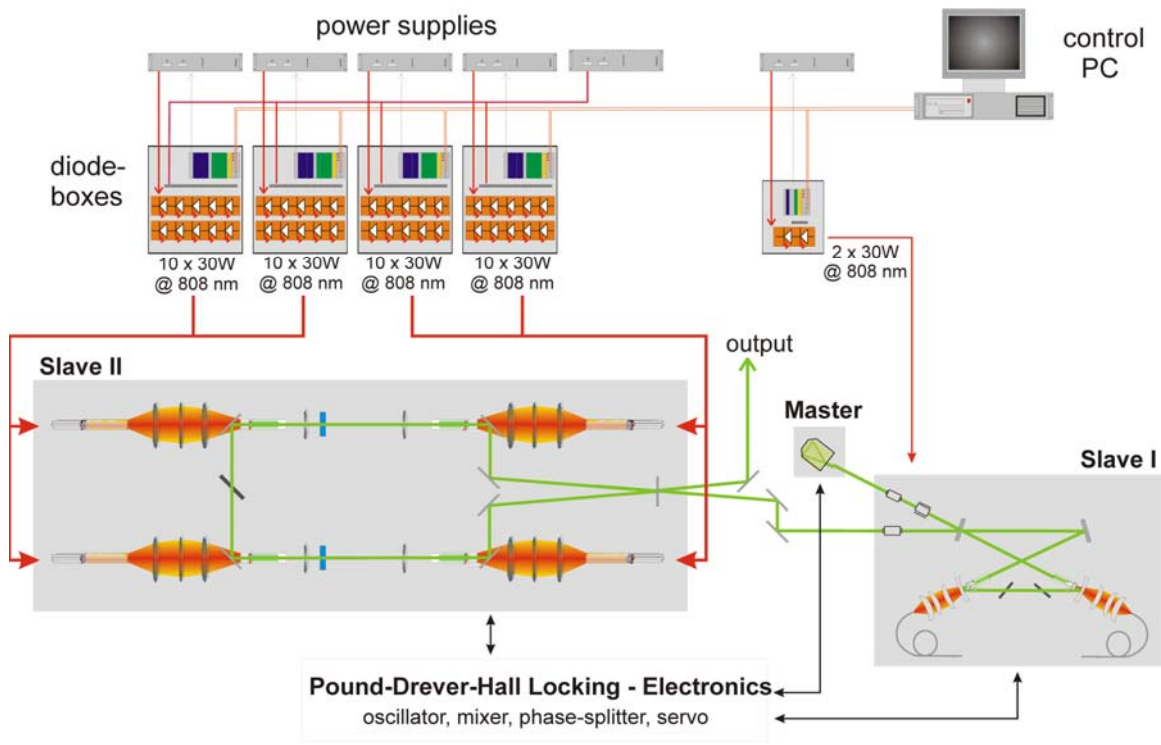 power supplies
control
PC
diode-
boxes
10 x 30W
@ 808 nm
10 x 30W
@ 808 nm
10 x 30W
@ 808 nm
10 x 30W
@ 808 nm
2 x 30W
@ 808 nm
Slave II
output
Master
Slave I
Pound-Drever-Hall Locking - Electronics
oscillator, mixer, phase-splitter, servo